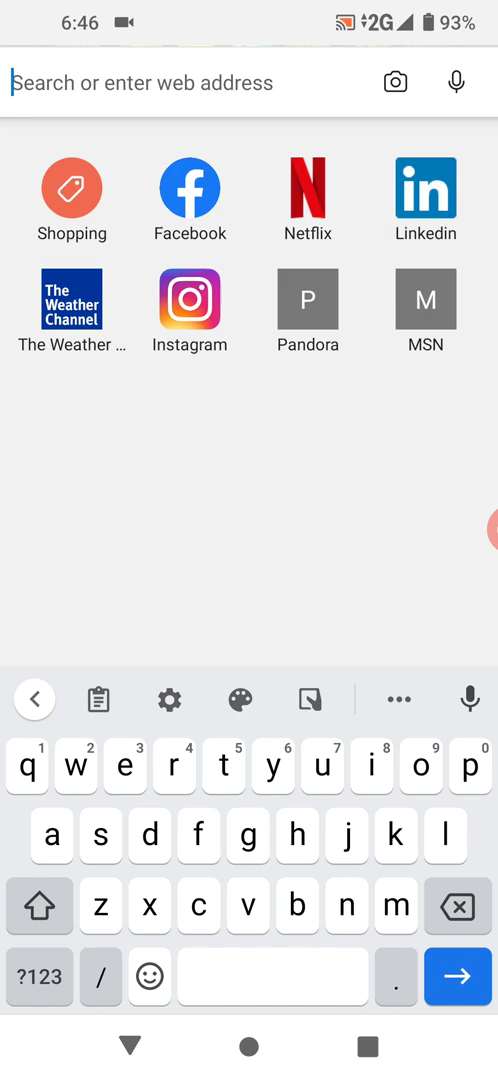 6:46 2G 93%
Search or enter web address
Shopping Facebook Netflix Linkedin
The
Weather
Channel
P M
The Weather ... Instagram Pandora MSN
1 2 3 4 5 6 7 8 9 0
q w e r t y u i o p
a s d f g h j k l
z x c v b n m
?123 / .